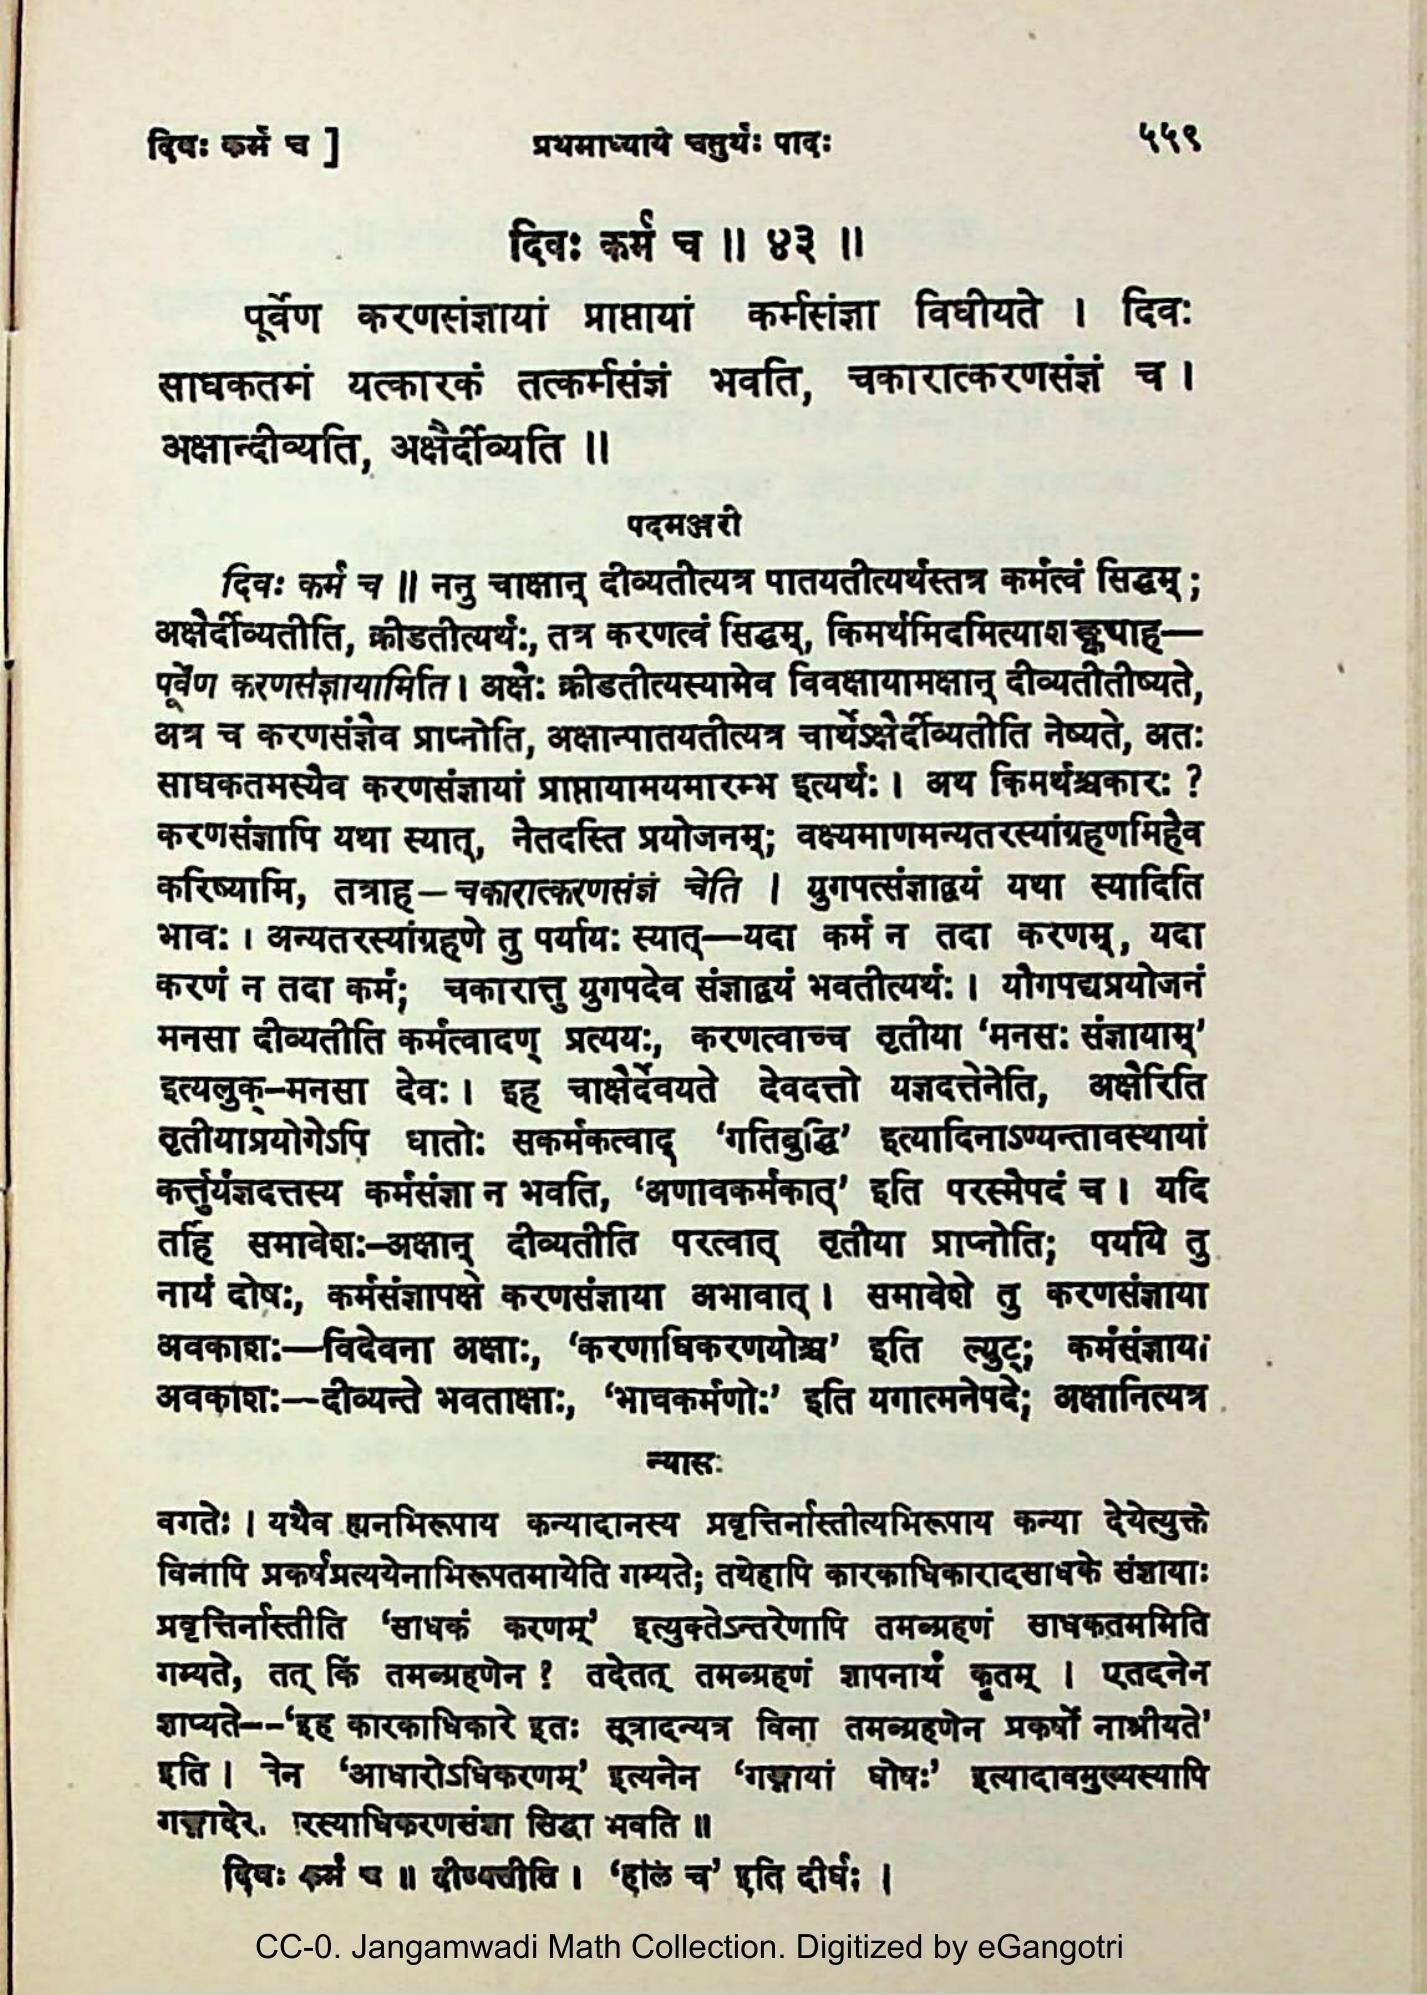 दिवः कर्म च ]
प्रथमाध्याये चतुर्थः पादः
५५९
दिवः कर्म च ॥ ४३ ॥
पूर्वेण करणसंज्ञायां प्राप्तायां कर्मसंज्ञा विधीयते । दिवः
साधकतमं यत्कारकं तत्कर्मसंज्ञं भवति, चकारात्करणसंज्ञं च ।
अक्षान्दीव्यति, अक्षैर्दीव्यति ॥
पदमञ्जरी
दिवः कर्म च ॥ ननु चाक्षान् दीव्यतीत्यत्र पातयतीत्यर्थस्तत्र कर्मत्वं सिद्धम् ;
अक्षैर्दीव्यतीति, क्रीडतीत्यर्थः, तत्र करणत्वं सिद्धम्, किमर्थमिदमित्याशङ्क्याह—
पूर्वेण करणसंज्ञायामिति । अक्षैः क्रीडतीत्यस्यामेव विवक्षायामक्षान् दीव्यतीतीष्यते,
अत्र च करणसंज्ञैव प्राप्नोति, अक्षान्पातयतीत्यत्र चार्थेऽक्षैर्दीव्यतीति नेष्यते, अतः
साधकतमस्यैव करणसंज्ञायां प्राप्तायामयमारम्भ इत्यर्थः । अथ किमर्थश्चकारः ?
करणसंज्ञापि यथा स्यात्, नैतदस्ति प्रयोजनम्; वक्ष्यमाणमन्यतरस्यांग्रहणमिहैव
करिष्यामि, तत्राह – चकारात्करणसंज्ञं चेति । युगपत्संज्ञाद्वयं यथा स्यादिति
भावः । अन्यतरस्यांग्रहणे तु पर्यायः स्यात्—यदा कर्म न तदा करणम्, यदा
करणं न तदा कर्म; चकारात्तु युगपदेव संज्ञाद्वयं भवतीत्यर्थः । यौगपद्यप्रयोजनं
मनसा दीव्यतीति कर्मत्वादण् प्रत्ययः, करणत्वाच्च तृतीया ‘मनसः संज्ञायाम्’
इत्यलुक्–मनसा देवः । इह चाक्षैर्देवयते देवदत्तो यज्ञदत्तेनेति, अक्षैरिति
तृतीयाप्रयोगेऽपि धातोः सकर्मकत्वाद् ‘गतिबुद्धि’ इत्यादिनाऽण्यन्तावस्थायां
कर्त्तुर्यज्ञदत्तस्य कर्मसंज्ञा न भवति, ‘अणावकर्मकात्’ इति परस्मैपदं च । यदि
तर्हि समावेशः–अक्षान् दीव्यतीति परत्वात् तृतीया प्राप्नोति; पर्याये तु
नायं दोषः, कर्मसंज्ञापक्षे करणसंज्ञाया अभावात् । समावेशे तु करणसंज्ञाया
अवकाशः—विदेवना अक्षाः, ‘करणाधिकरणयोश्च’ इति ल्युट्; कर्मसंज्ञाया
अवकाशः—दीव्यन्ते भवताक्षाः, ‘भावकर्मणोः’ इति यगात्मनेपदे; अक्षानित्यत्र
न्यासः
वगतेः । यथैव ह्यनभिरूपाय कन्यादानस्य प्रवृत्तिर्नास्तीत्यभिरूपाय कन्या देयेत्युक्ते
विनापि प्रकर्षप्रत्ययेनाभिरूपतमायेति गम्यते; तथेहापि कारकाधिकारादसाधके संज्ञायाः
प्रवृत्तिर्नास्तीति ‘साधकं करणम्’ इत्युक्तेऽन्तरेणापि तमब्ग्रहणं साधकतममिति
गम्यते, तत् किं तमब्ग्रहणेन ? तदेतत् तमब्ग्रहणं ज्ञापनार्थं कृतम् । एतदनेन
ज्ञाप्यते--‘इह कारकाधिकारे इतः सूत्रादन्यत्र विना तमब्ग्रहणेन प्रकर्षो नाश्रीयते’
इति । तेन ‘आधारोऽधिकरणम्’ इत्यनेन ‘गङ्गायां घोषः’ इत्यादावमुख्यस्यापि
सिद्धा भवति ॥
दिवः कर्म च ॥ दीव्यतीति । ‘हलि च’ इति दीर्घः ।
CC-0. Jangamwadi Math Collection. Digitized by eGangotri